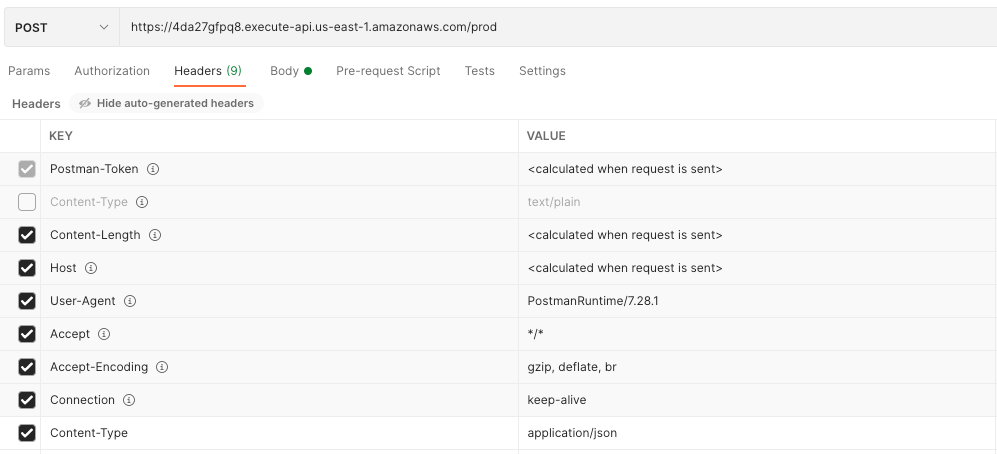 POST https://4da27gfpq8.execute-api.us-east-1.amazonaws.com/prod
Params Authorization Headers (9) Body Pre-request Script Tests Settings
Headers Hide auto-generated headers
KEY VALUE
Postman-Token <calculated when request is sent>
Content-Type text/plain
Content-Length <calculated when request is sent>
Host <calculated when request is sent>
User-Agent PostmanRuntime/7.28.1
Accept */*
Accept-Encoding gzip, deflate, br
Connection keep-alive
Content-Type application/json